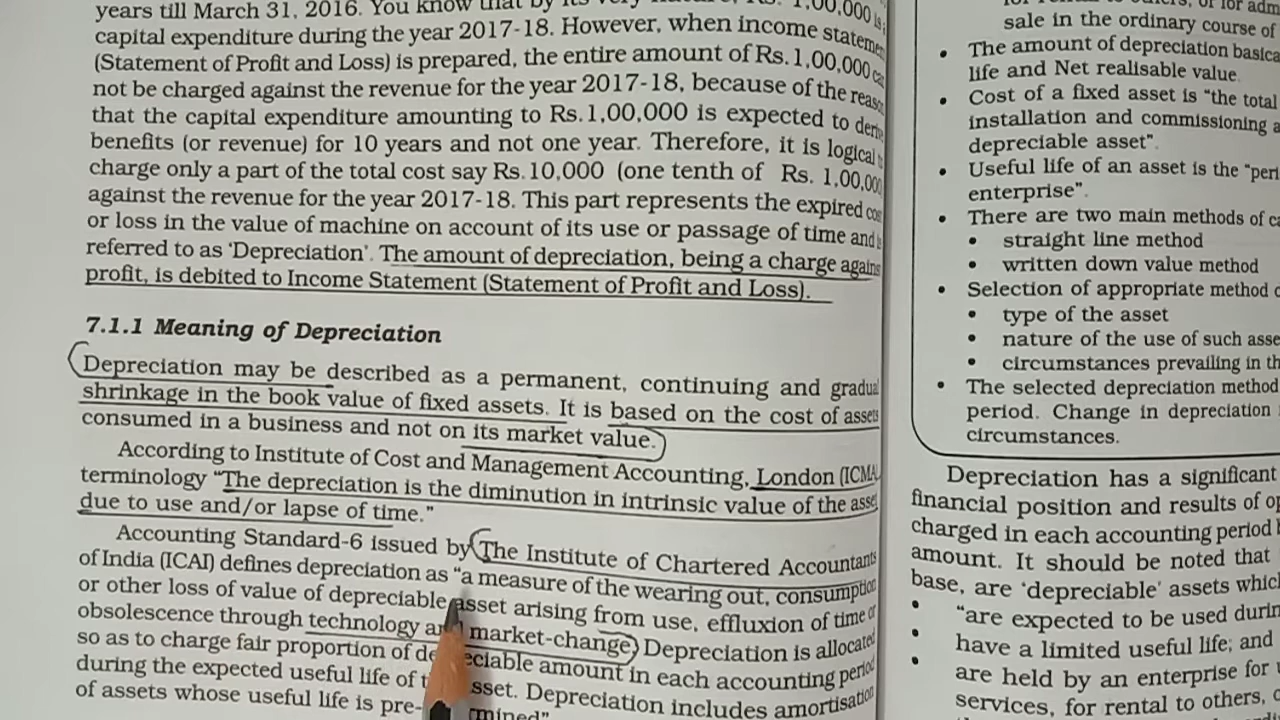 years till March 31, 2016. You know that by its very nature, Rs. 1,00,000 is
capital expenditure during the year 2017-18. However, when income
(Statement of Profit and Loss) is prepared, the entire amount of Rs. 1,00,000
not be charged against the revenue for the year 2017-18, because of the
that the capital expenditure amounting to Rs.1,00,000 is expected to
benefits (or revenue) for 10 years and not one year. Therefore, it is logical
charge only a part of the total cost say Rs. 10,000 (one tenth of Rs. 1,00,000
against the revenue for the year 2017-18. This part represents the expired
or loss in the value of machine on account of its use or passage of time and
referred to as 'Depreciation'. The amount of depreciation, being a charge
profit, is debited to Income Statement (Statement of Profit and Loss).
7.1.1 Meaning of Depreciation
Depreciation may be described as a permanent, continuing and gradual
shrinkage in the book value of fixed assets. It is based on the cost of assets
consumed in a business and not on its market value.
According to Institute of Cost and Management Accounting, London (ICMA
terminology "The depreciation is the diminution in intrinsic value of the
due to use and/or lapse of time."
Accounting Standard-6 issued by The Institute of Chartered Accountants
of India (ICAI) defines depreciation as "a measure of the wearing out, consumption
or other loss of value of depreciable asset arising from use, effluxion of time or
obsolescence through technology and market-change. Depreciation is allocated
so as to charge fair proportion of depreciable amount in each accounting period
during the expected useful life of asset. Depreciation includes amortisation
of assets whose useful life is
sale in the ordinary course of
• The amount of depreciation
life and Net realisable value.
• Cost of a fixed asset is "the total
installation and commissioning
depreciable asset".
• Useful life of an asset is the
enterprise".
• There are two main methods of
• straight line method
• written down value method
• Selection of appropriate method
• type of the asset
• nature of the use of such
• circumstances prevailing in
• The selected depreciation method
period. Change in depreciation
circumstances.
Depreciation has a significant
financial position and results of
charged in each accounting period
amount. It should be noted that
base, are 'depreciable' assets
• "are expected to be used
• have a limited useful life; and
• are held by an enterprise for
services, for rental to others,